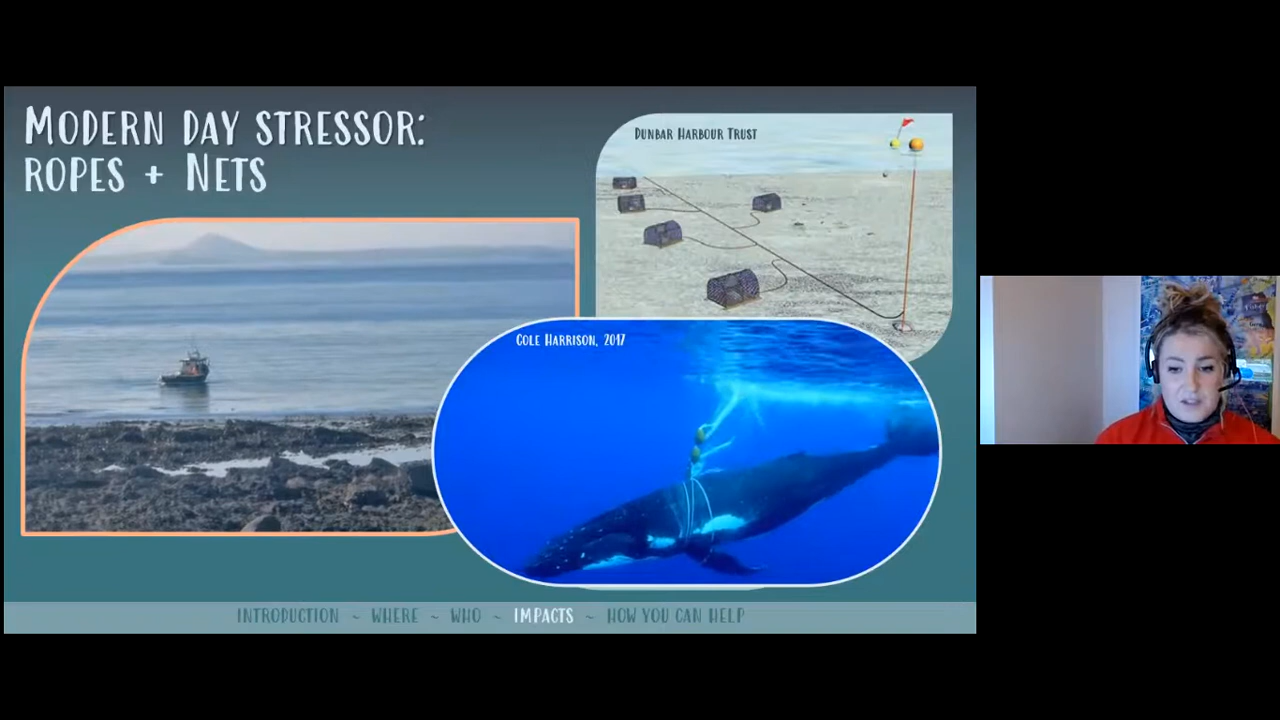 MODERN DAY STRESSOR:
ROPES + NETS
DUNBAR HARBOUR TRUST
COLE HARRISON, 2017
INTRODUCTION ~ WHERE ~ WHO ~ IMPACTS ~ HOW YOU CAN HELP